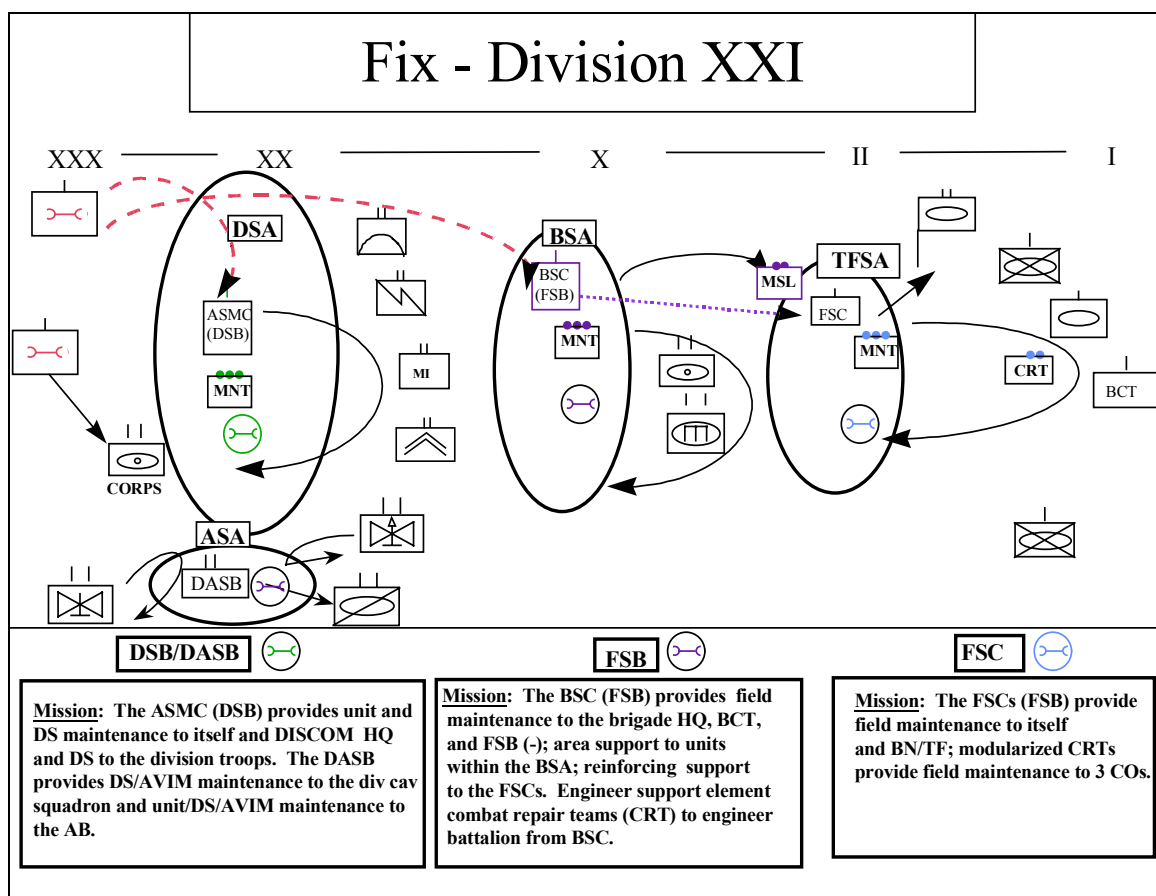 Fix - Division XXI
XXX
XX
X
II
I
DSA
ASMC
(DSB)
MNT
CORPS
MI
ASA
DASB
BSA
BSC
(FSB)
MNT
MSL
TFSA
FSC
MNT
CRT
BCT
DSB/DASB
Mission: The ASMC (DSB) provides unit and
DS maintenance to itself and DISCOM HQ
and DS to the division troops. The DASB
provides DS/AVIM maintenance to the div cav
squadron and unit/DS/AVIM maintenance to
the AB.
FSB
Mission: The BSC (FSB) provides field
maintenance to the brigade HQ, BCT,
and FSB (-); area support to units
within the BSA; reinforcing support
to the FSCs. Engineer support element
combat repair teams (CRT) to engineer
battalion from BSC.
FSC
Mission: The FSCs (FSB) provide
field maintenance to itself
and BN/TF; modularized CRTs
provide field maintenance to 3 COs.